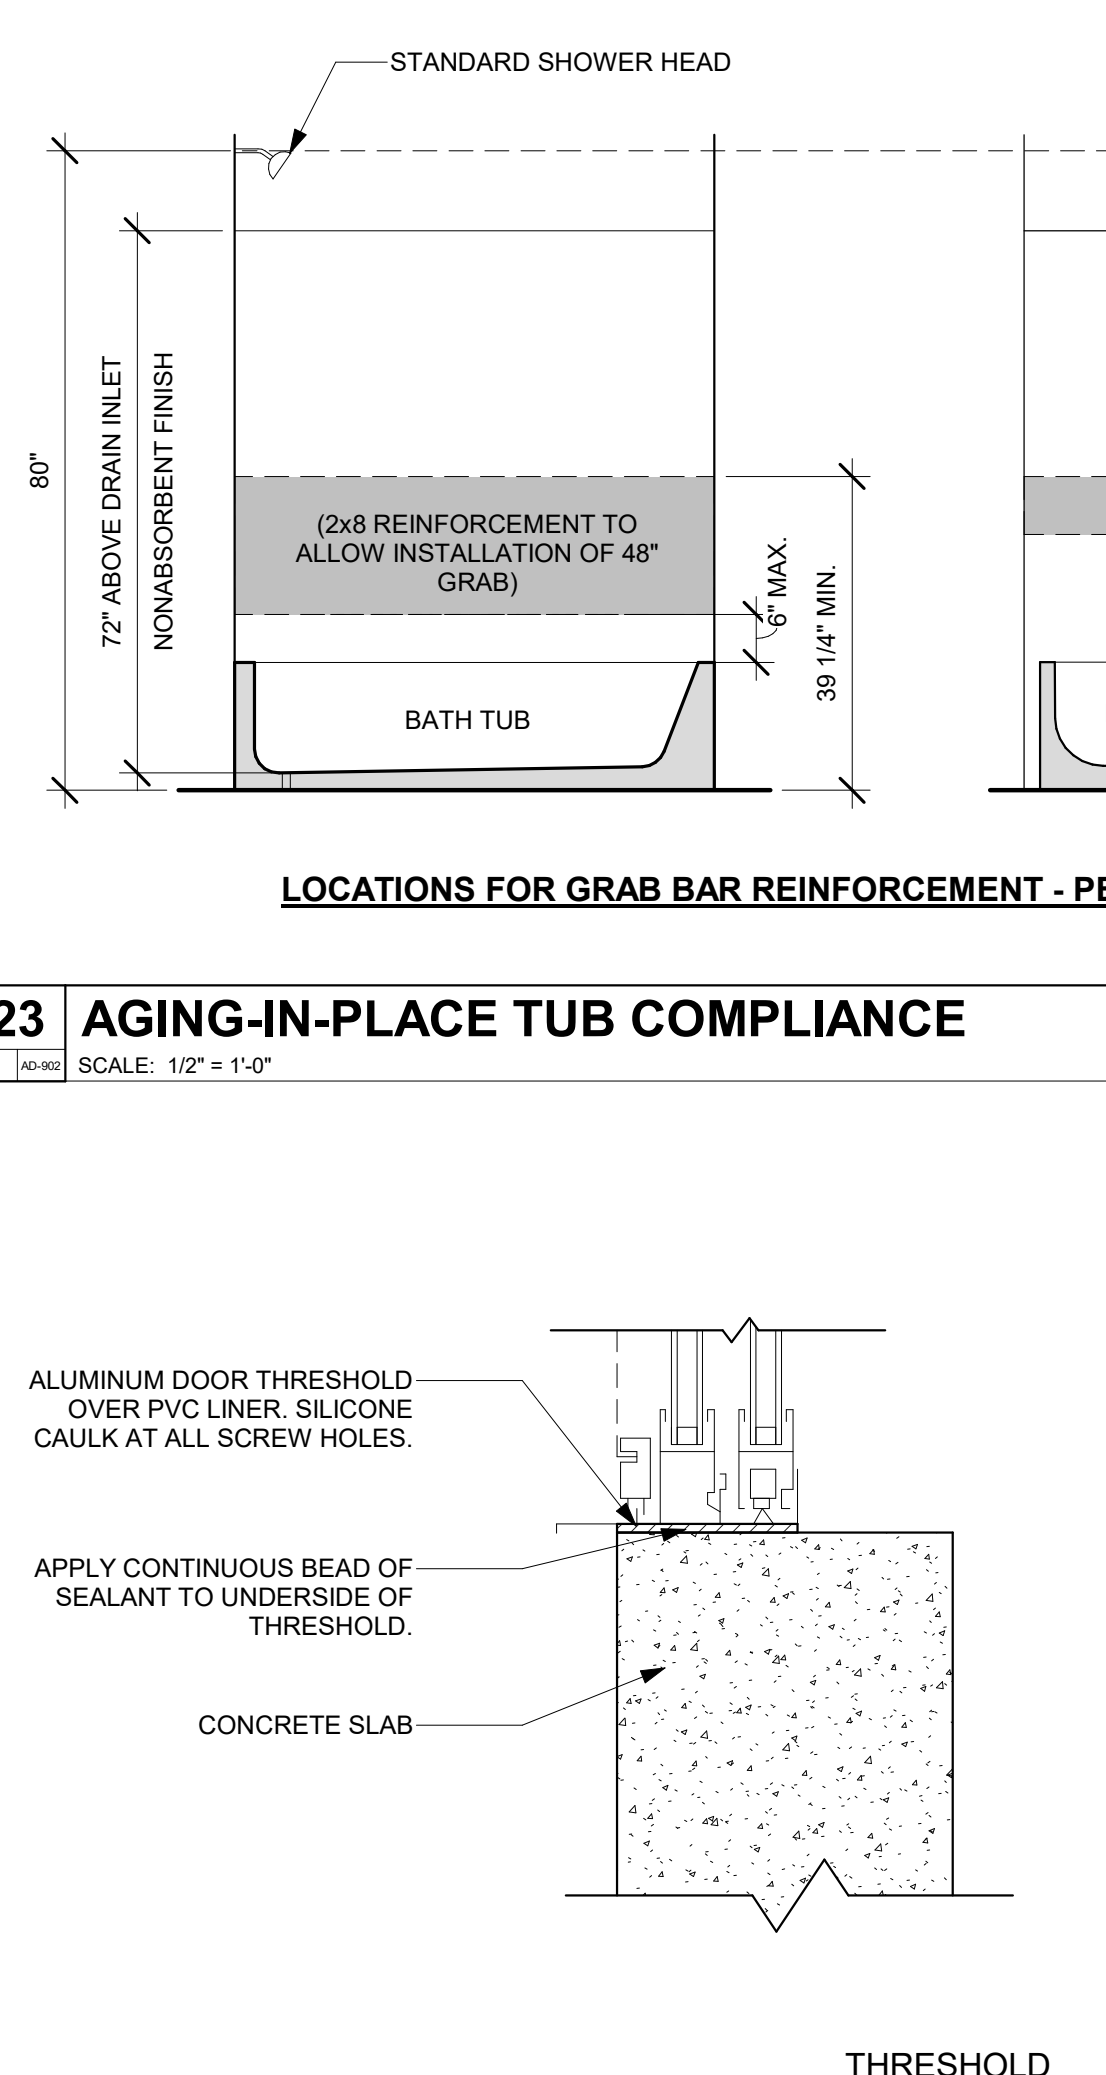 STANDARD SHOWER HEAD
80"
72" ABOVE DRAIN INLET
NONABSORBENT FINISH
(2x8 REINFORCEMENT TO
ALLOW INSTALLATION OF 48"
GRAB)
6" MAX.
39 1/4" MIN.
BATH TUB
LOCATIONS FOR GRAB BAR REINFORCEMENT - PE
23
AGING-IN-PLACE TUB COMPLIANCE
AD-902
SCALE: 1/2" = 1'-0"
ALUMINUM DOOR THRESHOLD
OVER PVC LINER. SILICONE
CAULK AT ALL SCREW HOLES.
APPLY CONTINUOUS BEAD OF
SEALANT TO UNDERSIDE OF
THRESHOLD.
CONCRETE SLAB
THRESHOLD